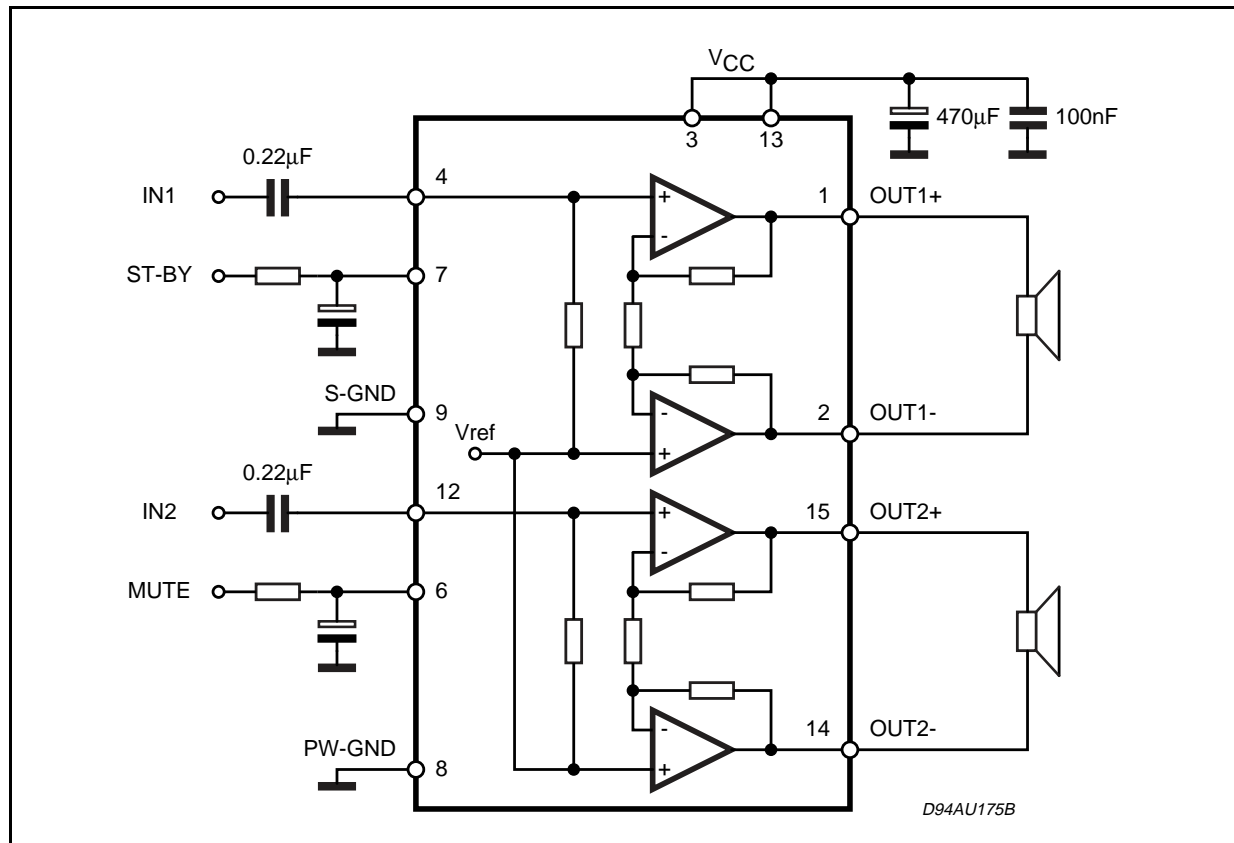 VCC
470µF
100nF
3
13
0.22µF
IN1
4
+
-
1
OUT1+
ST-BY
7
S-GND
9
-
+
2
OUT1-
Vref
0.22µF
IN2
12
+
-
15
OUT2+
MUTE
6
-
+
14
OUT2-
PW-GND
8
D94AU175B